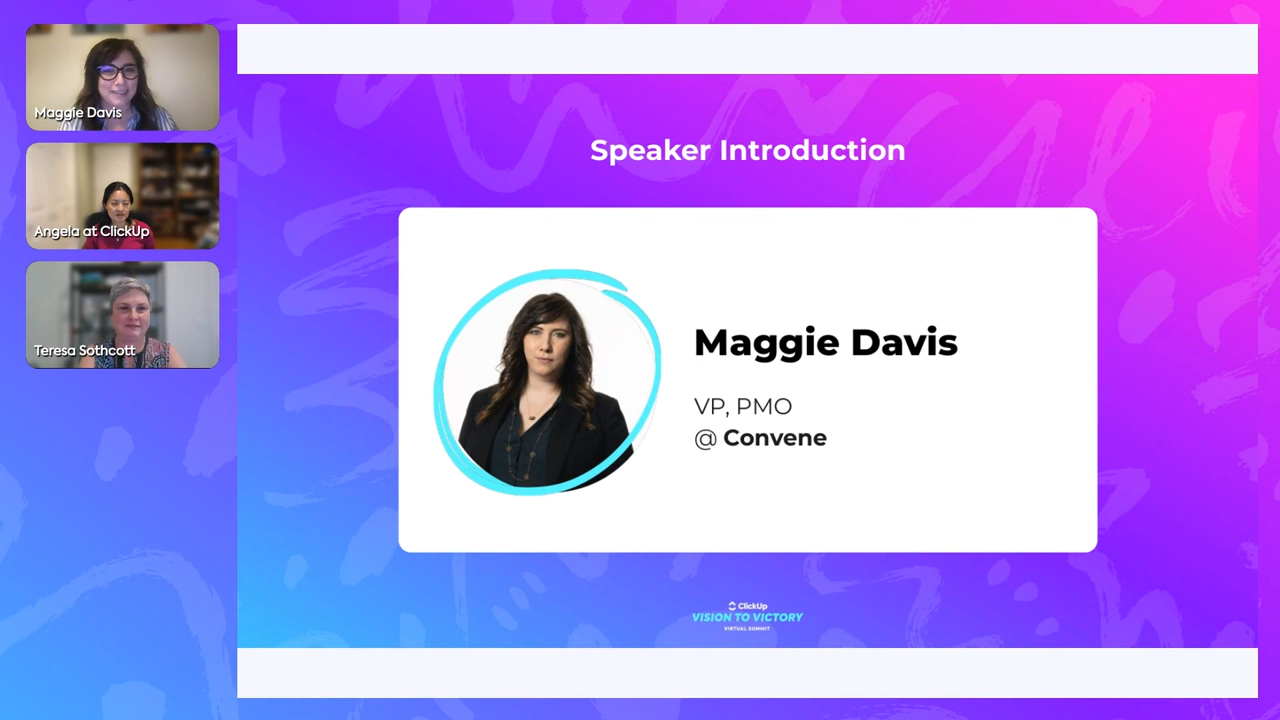 Maggie Davis
Angela at ClickUp
Teresa Sothcott
Speaker Introduction
Maggie Davis
VP, PMO
@ Convene
ClickUp
VISION TO VICTORY
VIRTUAL SUMMIT